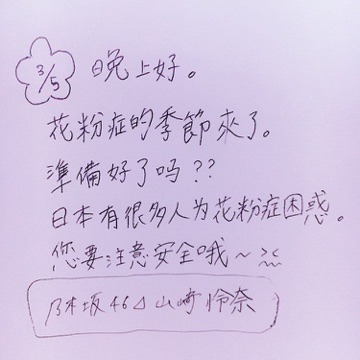 3/5 晚上好。
花粉症的季節來了。
準備好了吗??
日本有很多人为花粉症困惑。
您要注意安全哦~ ><
乃木坂46⊿山崎怜奈